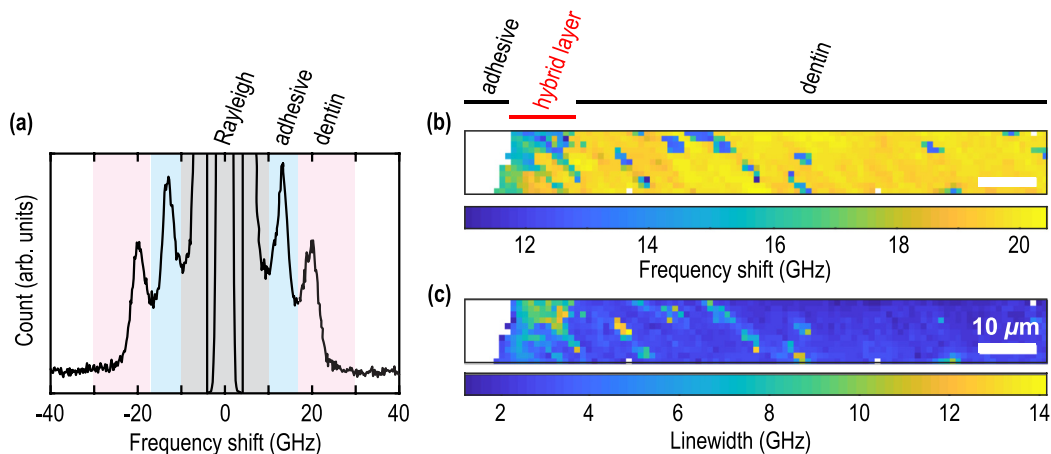 (a)
Rayleigh
adhesive
dentin
Count (arb. units)
-40 -20 0 20 40
Frequency shift (GHz)
adhesive
hybrid layer
dentin
(b)
12 14 16 18 20
Frequency shift (GHz)
(c)
10 µm
2 4 6 8 10 12 14
Linewidth (GHz)